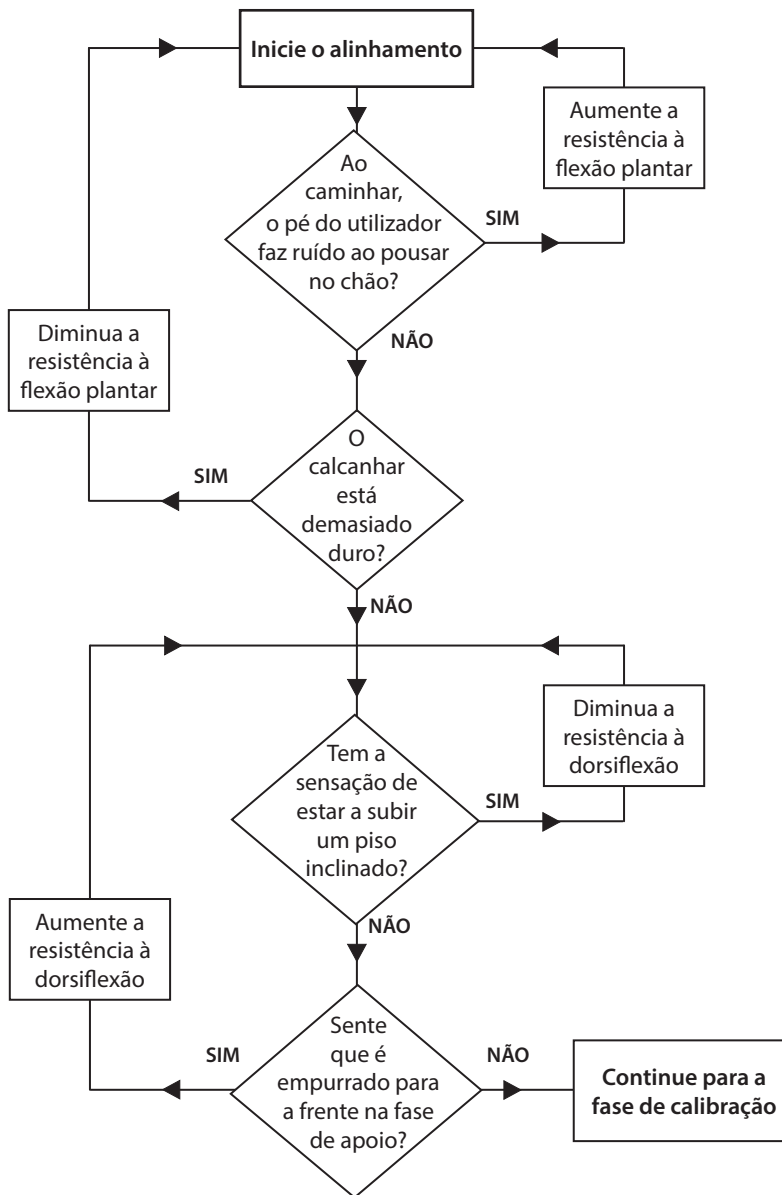 Inicie o alinhamento
Aumente a
resistência à
flexão plantar
Ao
caminhar,
o pé do utilizador
faz ruído ao pousar
no chão?
SIM
NÃO
Diminua a
resistência à
flexão plantar
O
calcanhar
está
demasiado
duro?
SIM
NÃO
Diminua a
resistência à
dorsiflexão
Tem a
sensação de
estar a subir
um piso
inclinado?
SIM
NÃO
Aumente a
resistência à
dorsiflexão
Sente
que é
empurrado para
a frente na fase
de apoio?
SIM
NÃO
Continue para a
fase de calibração